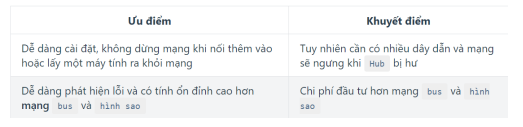 Ưu điểm
Khuyết điểm
Dễ dàng cài đặt, không dừng mạng khi nối thêm vào
hoặc lấy một máy tính ra khỏi mạng
Tuy nhiên cần có nhiều dây dẫn và mạng
sẽ ngưng khi Hub bị hư
Dễ dàng phát hiện lỗi và có tính ổn đỉnh cao hơn
mạng bus và hình sao
Chi phí đầu tư hơn mạng bus và hình
sao